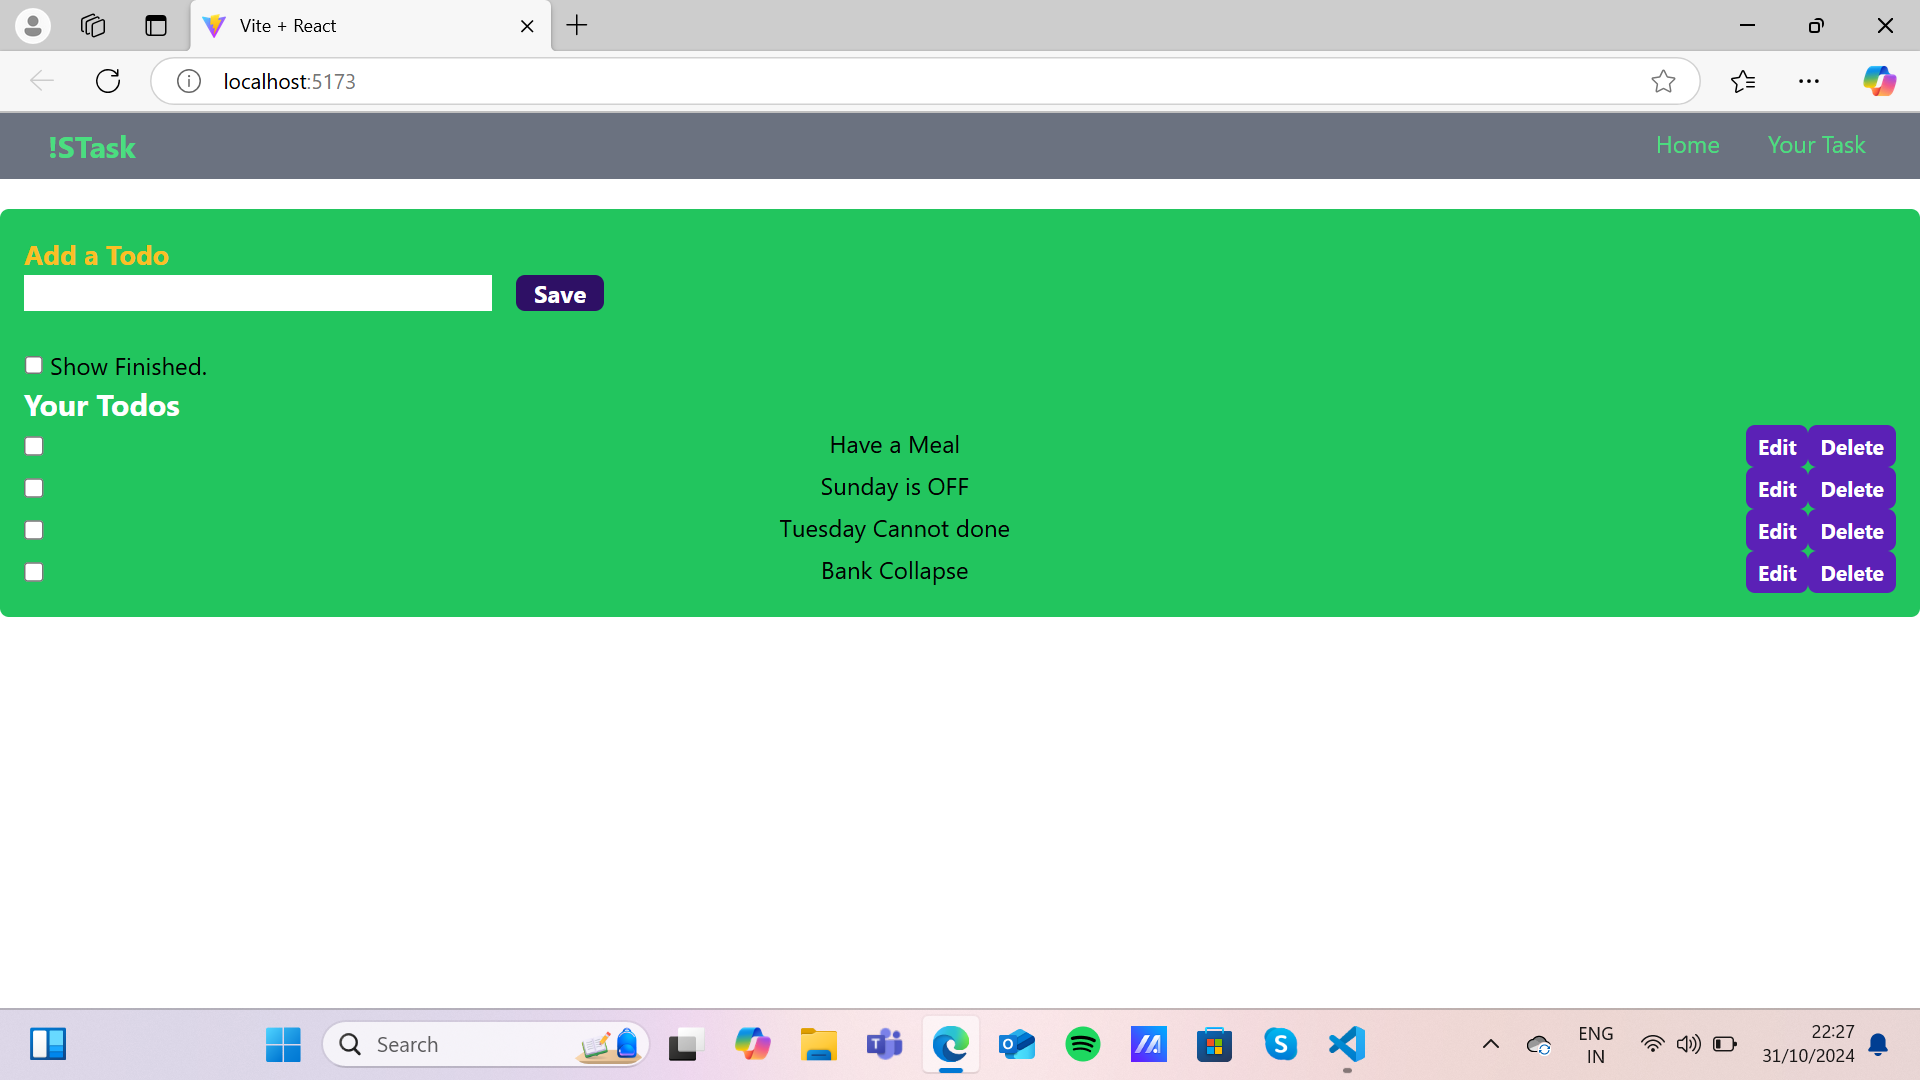 Vite + React
localhost:5173
!STask
Home
Your Task
Add a Todo
Save
Show Finished.
Your Todos
Have a Meal
Edit Delete
Sunday is OFF
Edit Delete
Tuesday Cannot done
Edit Delete
Bank Collapse
Edit Delete
Search
ENG
IN
22:27
31/10/2024